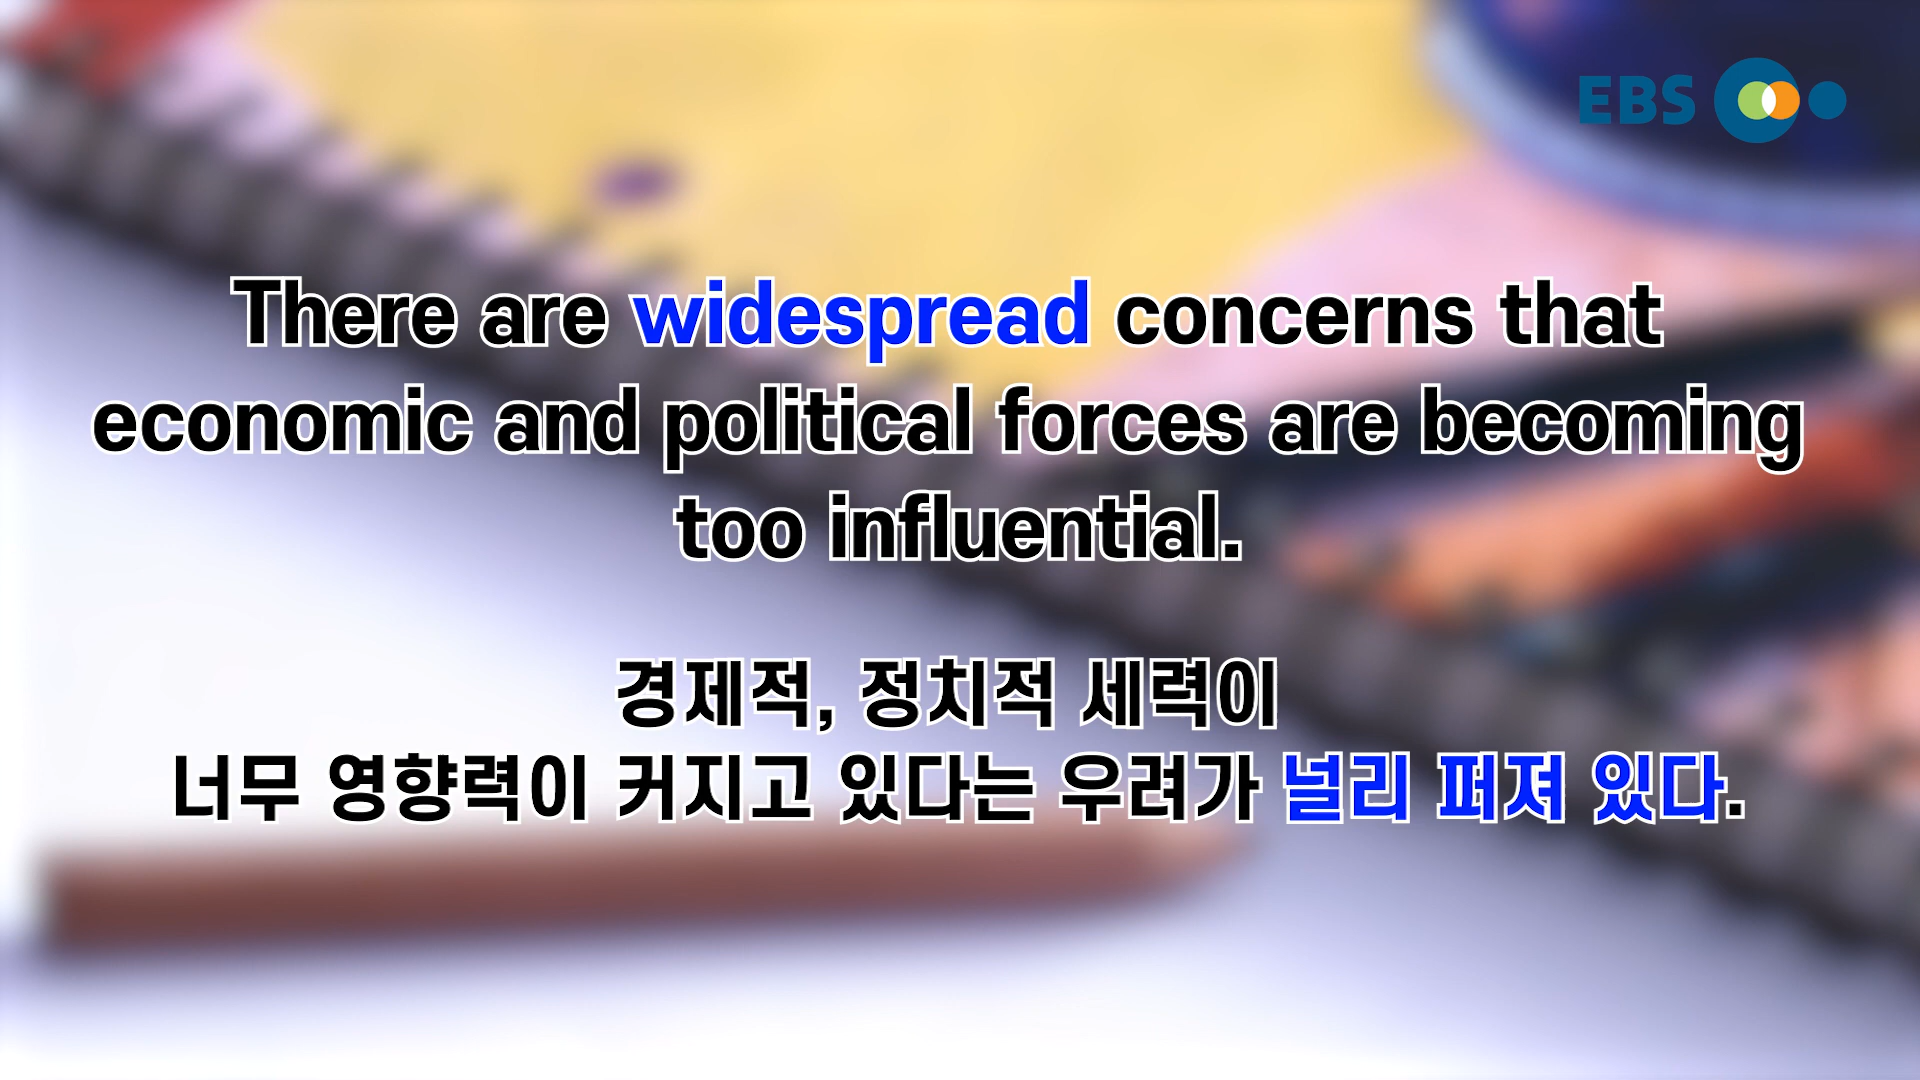 EBS
There are widespread concerns that
economic and political forces are becoming
too influential.
경제적, 정치적 세력이
너무 영향력이 커지고 있다는 우려가 널리 퍼져 있다.